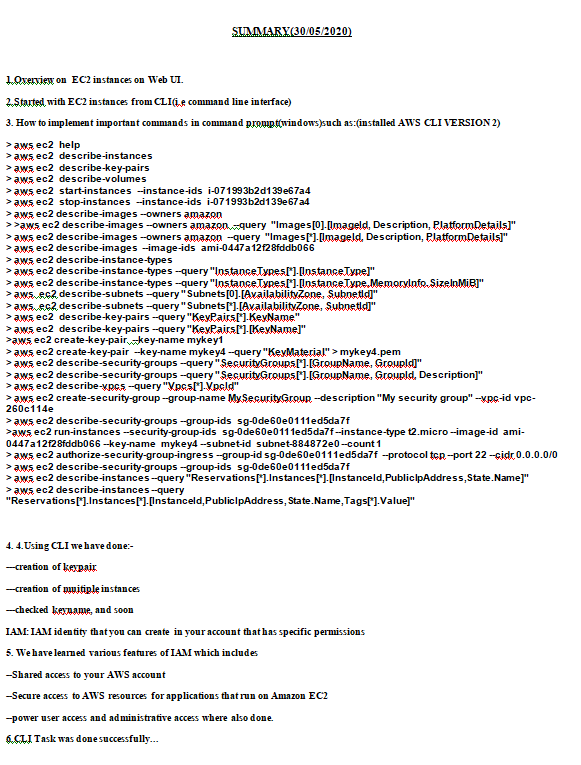 SUMMARY(30/05/2020)
1.Overview on EC2 instances on Web UI.
2.Started with EC2 instances from CLI(i.e command line interface)
3. How to implement important commands in command prompt(windows)such as:(installed AWS CLI VERSION 2)
> aws ec2 help
> aws ec2 describe-instances
> aws ec2 describe-key-pairs
> aws ec2 describe-volumes
> aws ec2 start-instances --instance-ids i-071993b2d139e67a4
> aws ec2 stop-instances --instance-ids i-071993b2d139e67a4
> aws ec2 describe-images --owners amazon
> >aws ec2 describe-images --owners amazon --query "Images[0].[ImageId, Description, PlatformDetails]"
> aws ec2 describe-images --owners amazon --query "Images[*].[ImageId, Description, PlatformDetails]"
> aws ec2 describe-images --image-ids ami-0447a12f28fddb066
> aws ec2 describe-instance-types
> aws ec2 describe-instance-types --query "InstanceTypes[*].[InstanceType]"
> aws ec2 describe-instance-types --query "InstanceTypes[*].[InstanceType,MemoryInfo.SizeInMiB]"
> aws ec2 describe-subnets --query "Subnets[0].[AvailabilityZone, SubnetId]"
> aws ec2 describe-subnets --query "Subnets[*].[AvailabilityZone, SubnetId]"
> aws ec2 describe-key-pairs --query "KeyPairs[*].KeyName"
> aws ec2 describe-key-pairs --query "KeyPairs[*].[KeyName]"
>aws ec2 create-key-pair --key-name mykey1
> aws ec2 create-key-pair --key-name mykey4 --query "KeyMaterial" > mykey4.pem
> aws ec2 describe-security-groups --query "SecurityGroups[*].[GroupName, GroupId]"
> aws ec2 describe-security-groups --query "SecurityGroups[*].[GroupName, GroupId, Description]"
> aws ec2 describe-vpcs --query "Vpcs[*].VpcId"
> aws ec2 create-security-group --group-name MySecurityGroup --description "My security group" --vpc-id vpc-
260c114e
> aws ec2 describe-security-groups --group-ids sg-0de60e0111ed5da7f
>aws ec2 run-instances --security-group-ids sg-0de60e0111ed5da7f --instance-type t2.micro --image-id ami-
0447a12f28fddb066 --key-name mykey4 --subnet-id subnet-884872e0 --count 1
> aws ec2 authorize-security-group-ingress --group-id sg-0de60e0111ed5da7f --protocol tcp --port 22 --cidr 0.0.0.0/0
> aws ec2 describe-security-groups --group-ids sg-0de60e0111ed5da7f
> aws ec2 describe-instances --query "Reservations[*].Instances[*].[InstanceId,PublicIpAddress,State.Name]"
> aws ec2 describe-instances --query
"Reservations[*].Instances[*].[InstanceId,PublicIpAddress,State.Name,Tags[*].Value]"
4. 4.Using CLI we have done:-
---creation of keypair
---creation of muitiple instances
---checked keyname, and soon
IAM: IAM identity that you can create in your account that has specific permissions
5. We have learned various features of IAM which includes
--Shared access to your AWS account
--Secure access to AWS resources for applications that run on Amazon EC2
--power user access and administrative access where also done.
6.CLI Task was done successfully...